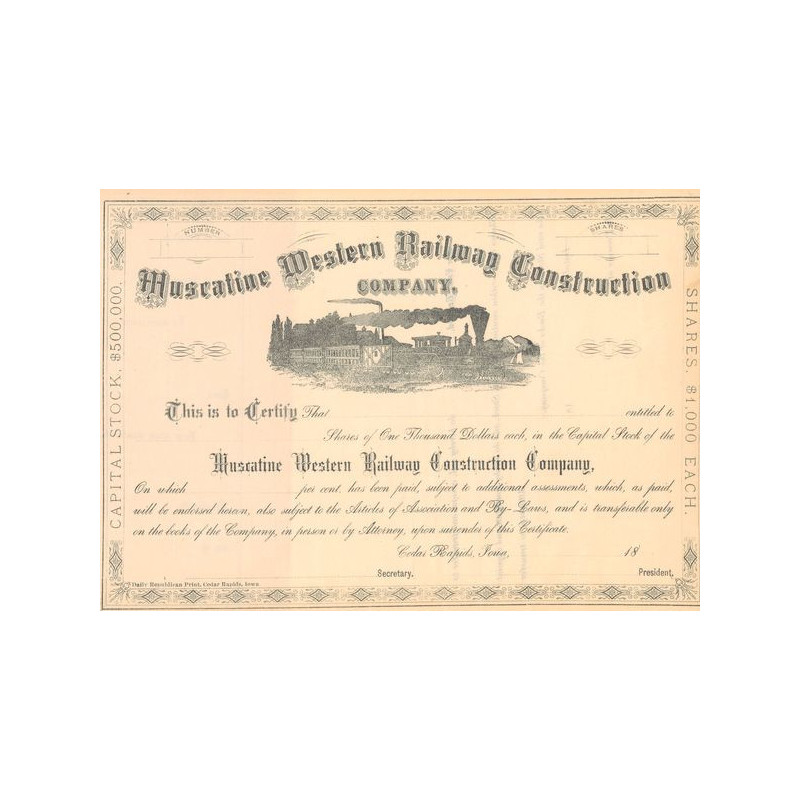 NUMBER
SHARES
Muscatine Western Railway Construction
COMPANY.
CAPITAL STOCK, $500,000.
SHARES, $1,000 EACH.
This is to Certify That entitled to
Shares of One Thousand Dollars each, in the Capital Stock of the
Muscatine Western Railway Construction Company,
On which per cent. has been paid, subject to additional assessments, which, as paid,
will be endorsed hereon, also subject to the Articles of Association and By-Laws, and is transferable only
on the books of the Company, in person or by Attorney, upon surrender of this Certificate.
Cedar Rapids, Iowa, 18
Secretary. President.
Daily Republican Print, Cedar Rapids, Iowa